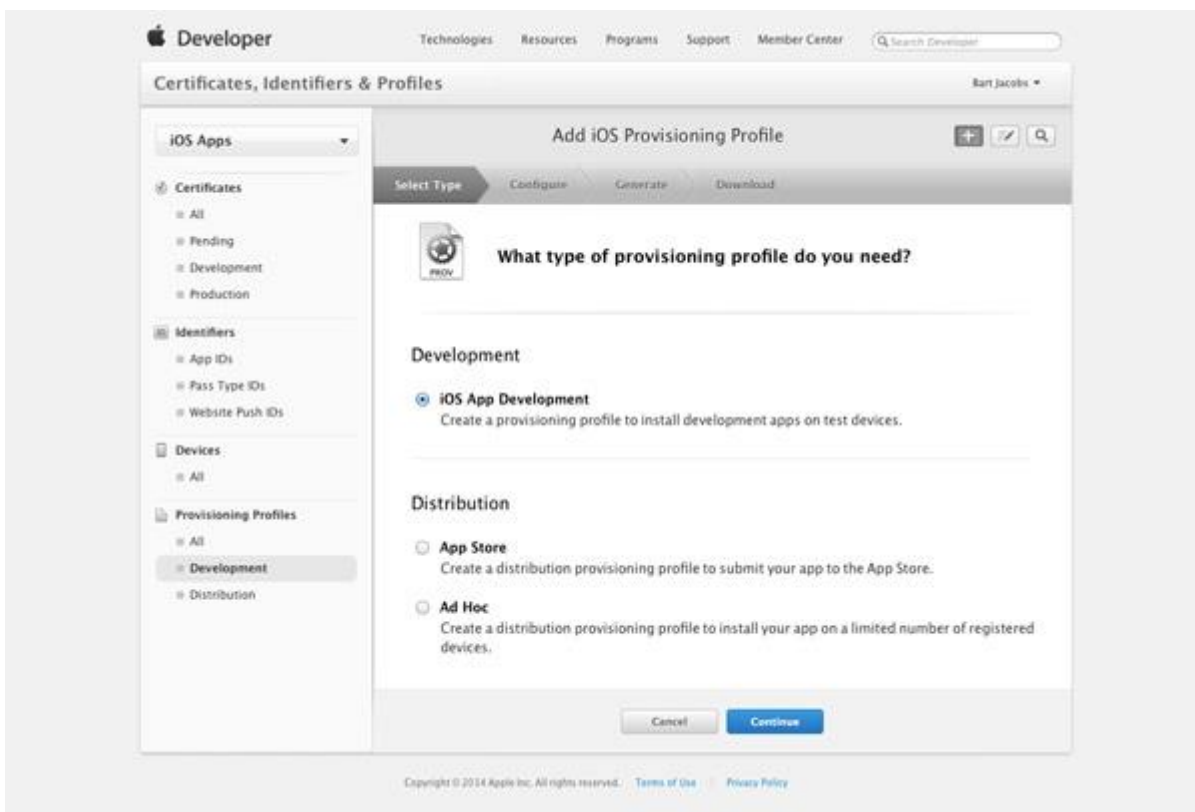 Developer
Technologies Resources Programs Support Member Center Search Developer
Certificates, Identifiers & Profiles
Bart Jacobs
iOS Apps
Add iOS Provisioning Profile
Select Type Configure Generate Download
Certificates
All
Pending
Development
Production
Identifiers
App IDs
Pass Type IDs
Website Push IDs
Devices
All
Provisioning Profiles
All
Development
Distribution
PROV
What type of provisioning profile do you need?
Development
iOS App Development
Create a provisioning profile to install development apps on test devices.
Distribution
App Store
Create a distribution provisioning profile to submit your app to the App Store.
Ad Hoc
Create a distribution provisioning profile to install your app on a limited number of registered
devices.
Cancel Continue
Copyright © 2014 Apple Inc. All rights reserved. Terms of Use Privacy Policy